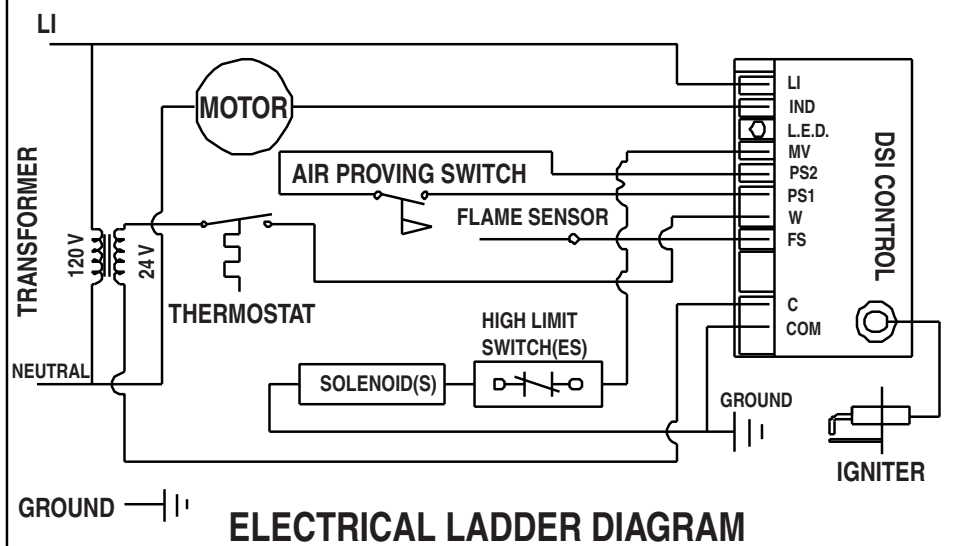 LI
MOTOR
LI
IND
L.E.D.
MV
PS2
PS1
W
FS
C
COM
DSI CONTROL
AIR PROVING SWITCH
FLAME SENSOR
TRANSFORMER
120 V
24 V
THERMOSTAT
HIGH LIMIT
SWITCH(ES)
NEUTRAL
SOLENOID(S)
GROUND
IGNITER
GROUND
ELECTRICAL LADDER DIAGRAM